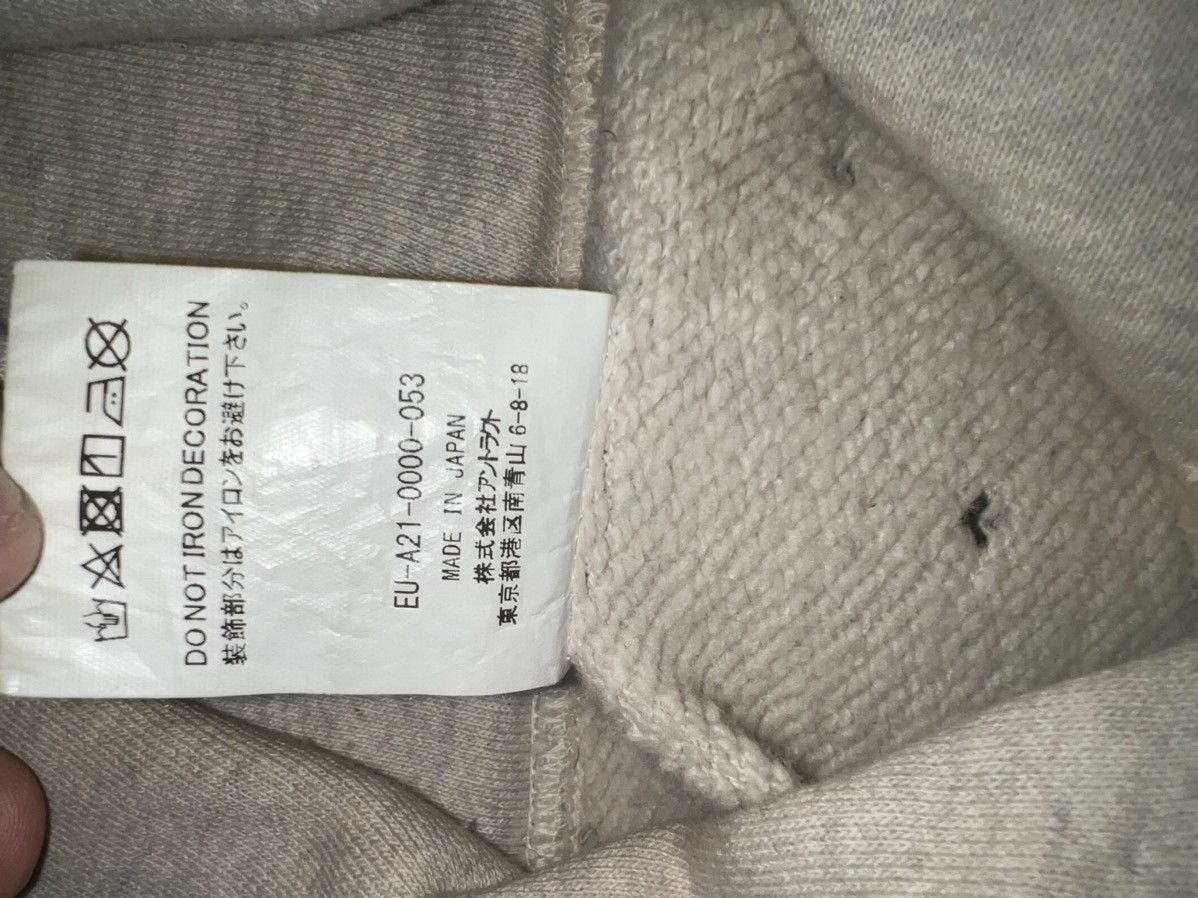 DO NOT IRON DECORATION
装飾部分はアイロンをお避け下さい。
EU-A21-0000-053
MADE IN JAPAN
株式会社アントラクト
東京都港区南青山 6-8-18